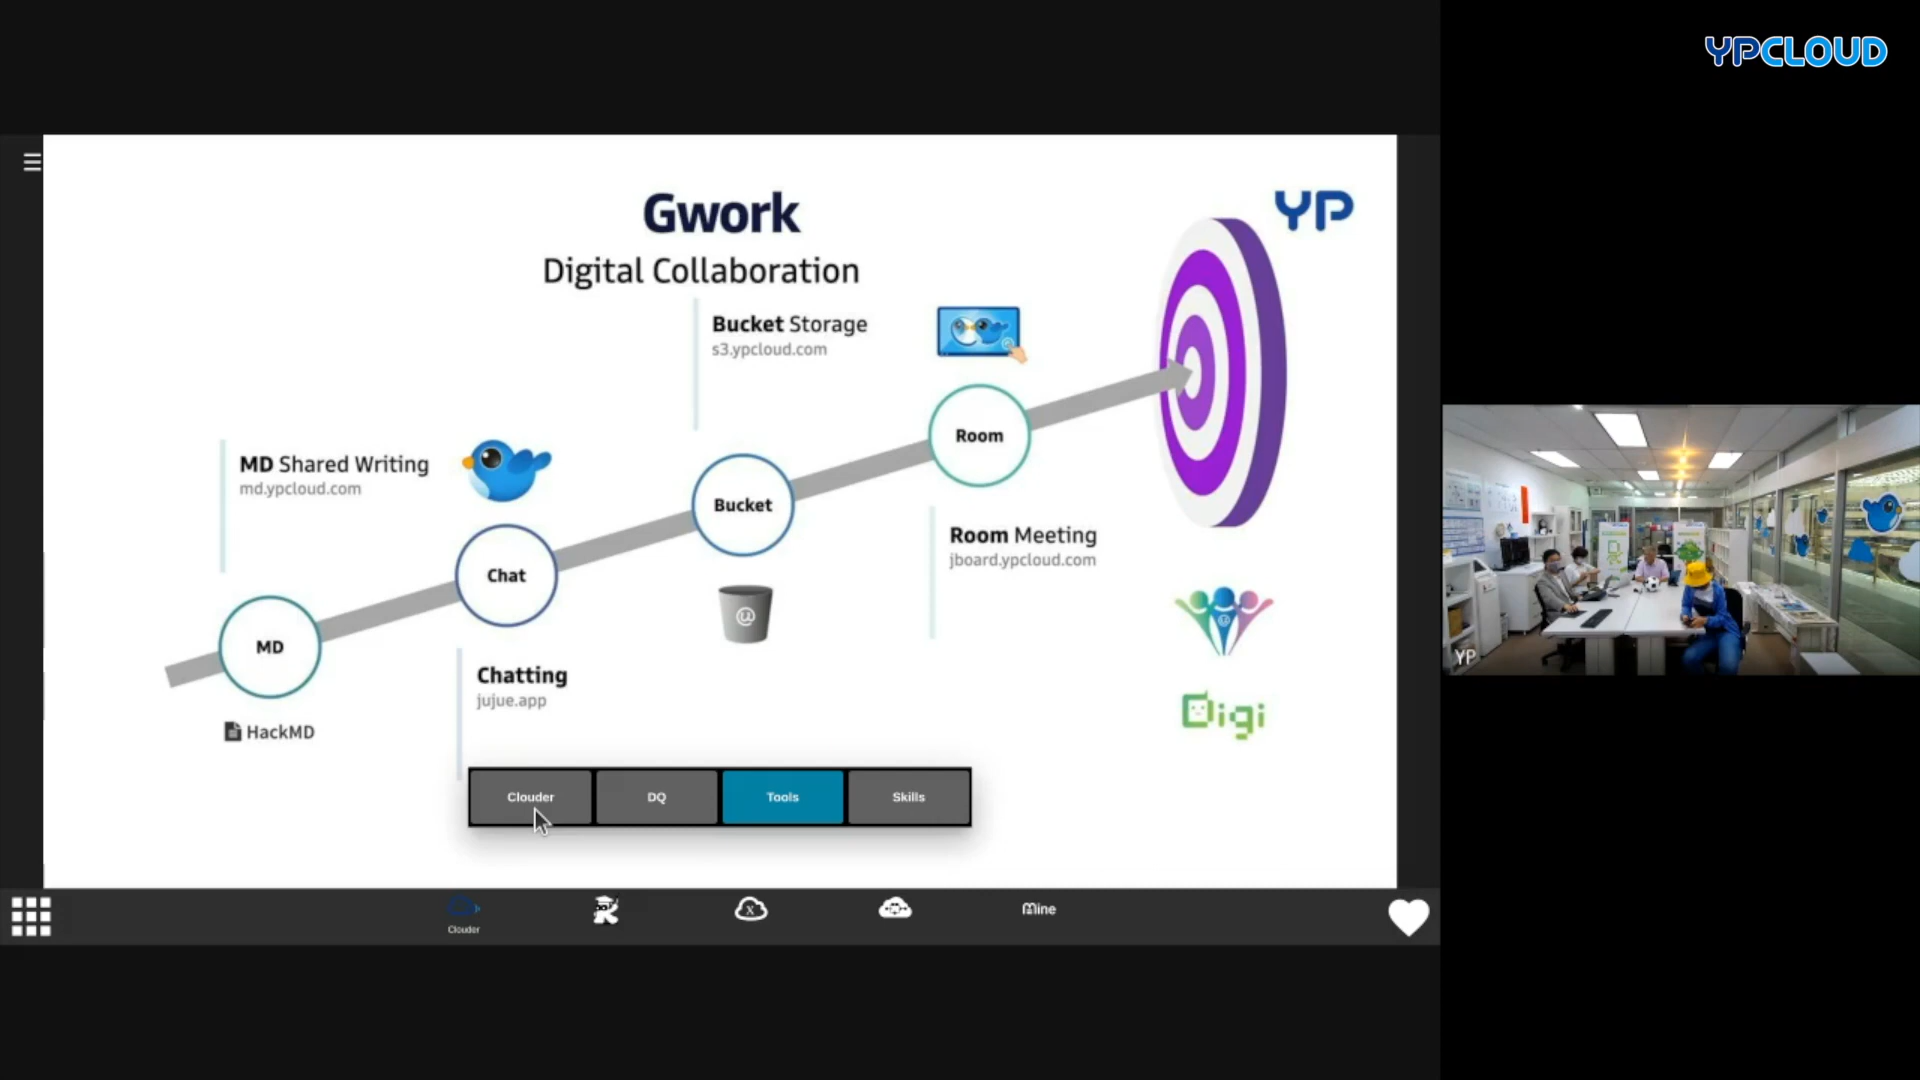 YPCLOUD
Gwork
Digital Collaboration
YP
Bucket Storage
s3.ypcloud.com
Room
MD Shared Writing
md.ypcloud.com
Bucket
Room Meeting
jboard.ypcloud.com
Chat
@
MD
Chatting
jujue.app
HackMD
Digi
Clouder
DQ
Tools
Skills
Clouder
X
Mine
YP